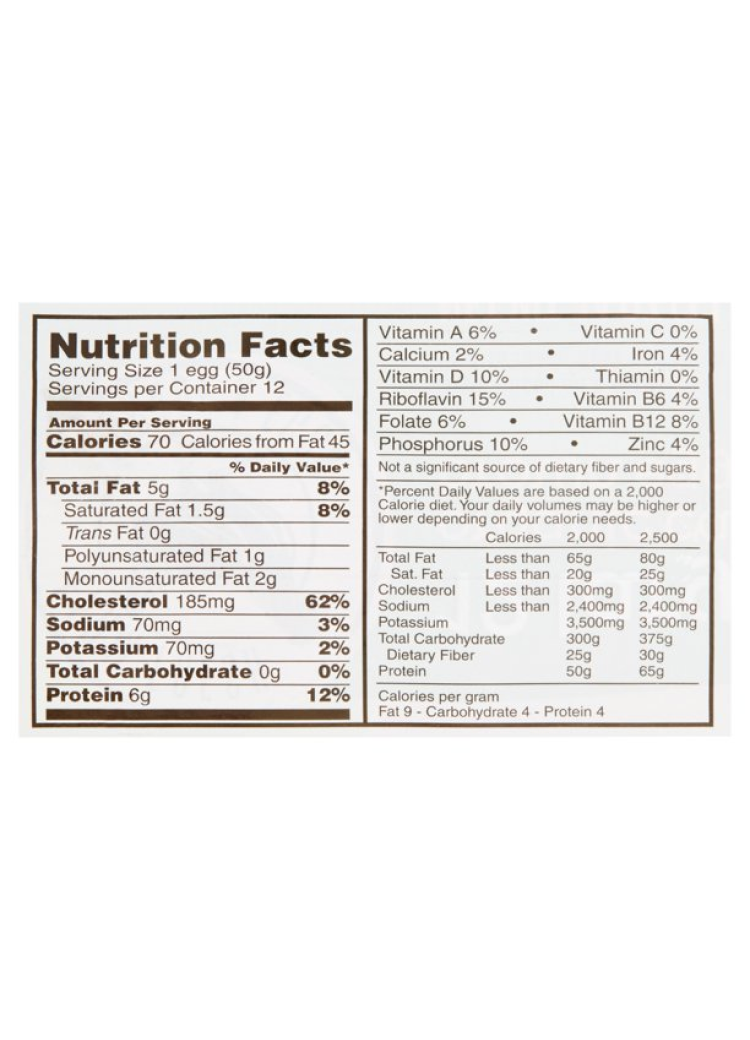 Nutrition Facts
Serving Size 1 egg (50g)
Servings per Container 12
Amount Per Serving
Calories 70 Calories from Fat 45
% Daily Value*
Total Fat 5g 8%
Saturated Fat 1.5g 8%
Trans Fat 0g
Polyunsaturated Fat 1g
Monounsaturated Fat 2g
Cholesterol 185mg 62%
Sodium 70mg 3%
Potassium 70mg 2%
Total Carbohydrate 0g 0%
Protein 6g 12%
Vitamin A 6% • Vitamin C 0%
Calcium 2% • Iron 4%
Vitamin D 10% • Thiamin 0%
Riboflavin 15% • Vitamin B6 4%
Folate 6% • Vitamin B12 8%
Phosphorus 10% • Zinc 4%
Not a significant source of dietary fiber and sugars.
*Percent Daily Values are based on a 2,000
Calorie diet. Your daily volumes may be higher or
lower depending on your calorie needs.
Calories 2,000 2,500
Total Fat Less than 65g 80g
Sat. Fat Less than 20g 25g
Cholesterol Less than 300mg 300mg
Sodium Less than 2,400mg 2,400mg
Potassium 3,500mg 3,500mg
Total Carbohydrate 300g 375g
Dietary Fiber 25g 30g
Protein 50g 65g
Calories per gram
Fat 9 - Carbohydrate 4 - Protein 4